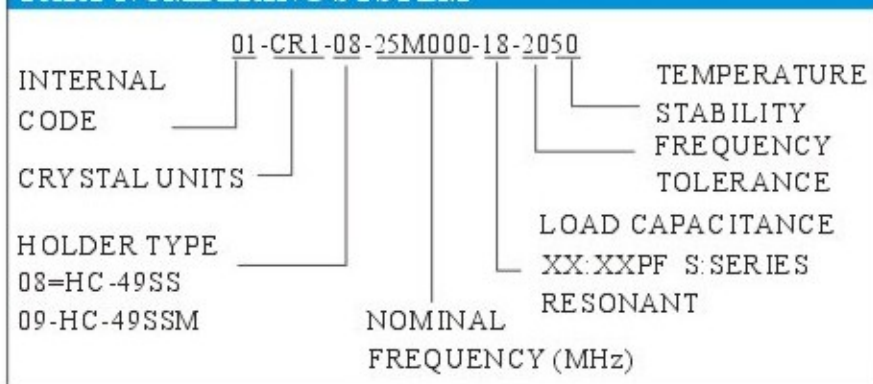 01-CR1-08-25M000-18-2050
INTERNAL
CODE
CRYSTAL UNITS
HOLDER TYPE
08=HC-49SS
09-HC-49SSM
NOMINAL
FREQUENCY (MHz)
LOAD CAPACITANCE
XX:XXPF S:SERIES
RESONANT
TEMPERATURE
STABILITY
FREQUENCY
TOLERANCE